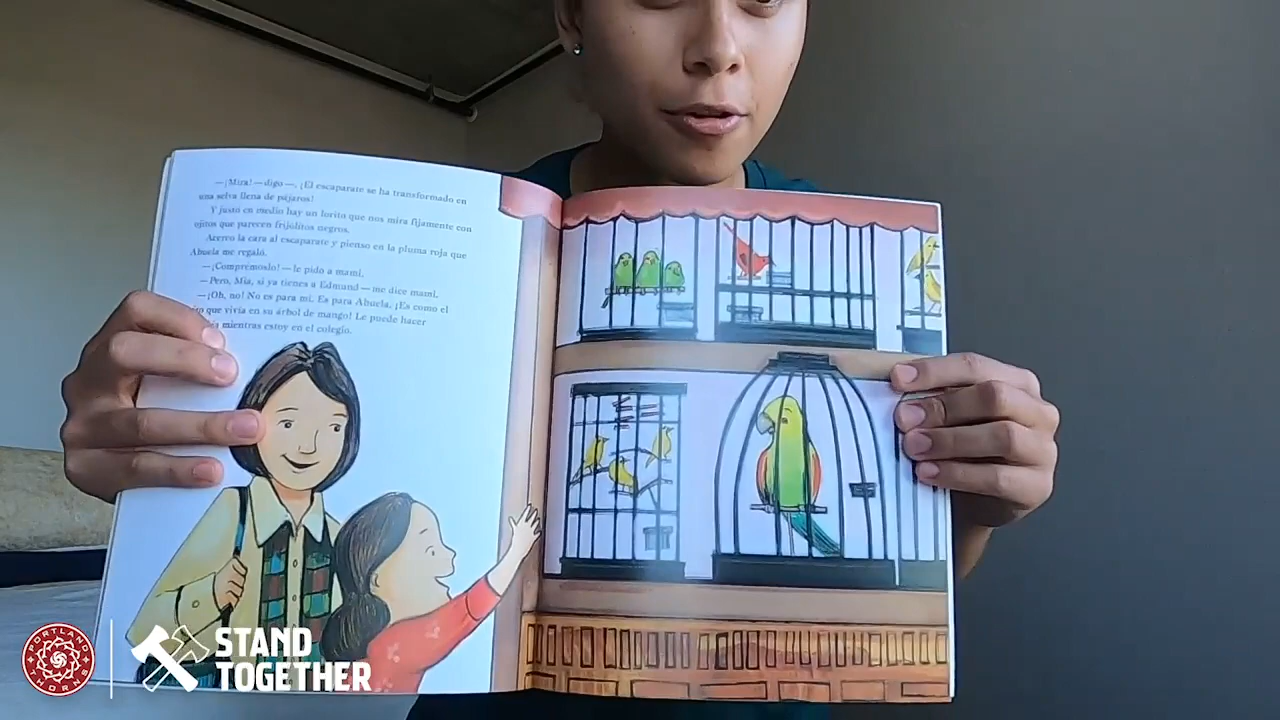 —¡Mira! —digo—. ¡El escaparate se ha transformado en
una selva llena de pájaros!
Y justo en medio hay un lorito que nos mira fijamente con
ojitos que parecen frijolitos negros.
Acerco la cara al escaparate y pienso en la pluma roja que
Abuela me regaló.
—¡Comprémoslo! —le pido a mami.
—Pero, Mía, si ya tienes a Edmund —me dice mami.
—¡Oh, no! No es para mí. Es para Abuela. ¡Es como el
que vivía en su árbol de mango! Le puede hacer
mientras estoy en el colegio.
PORTLAND
THORNS
STAND
TOGETHER